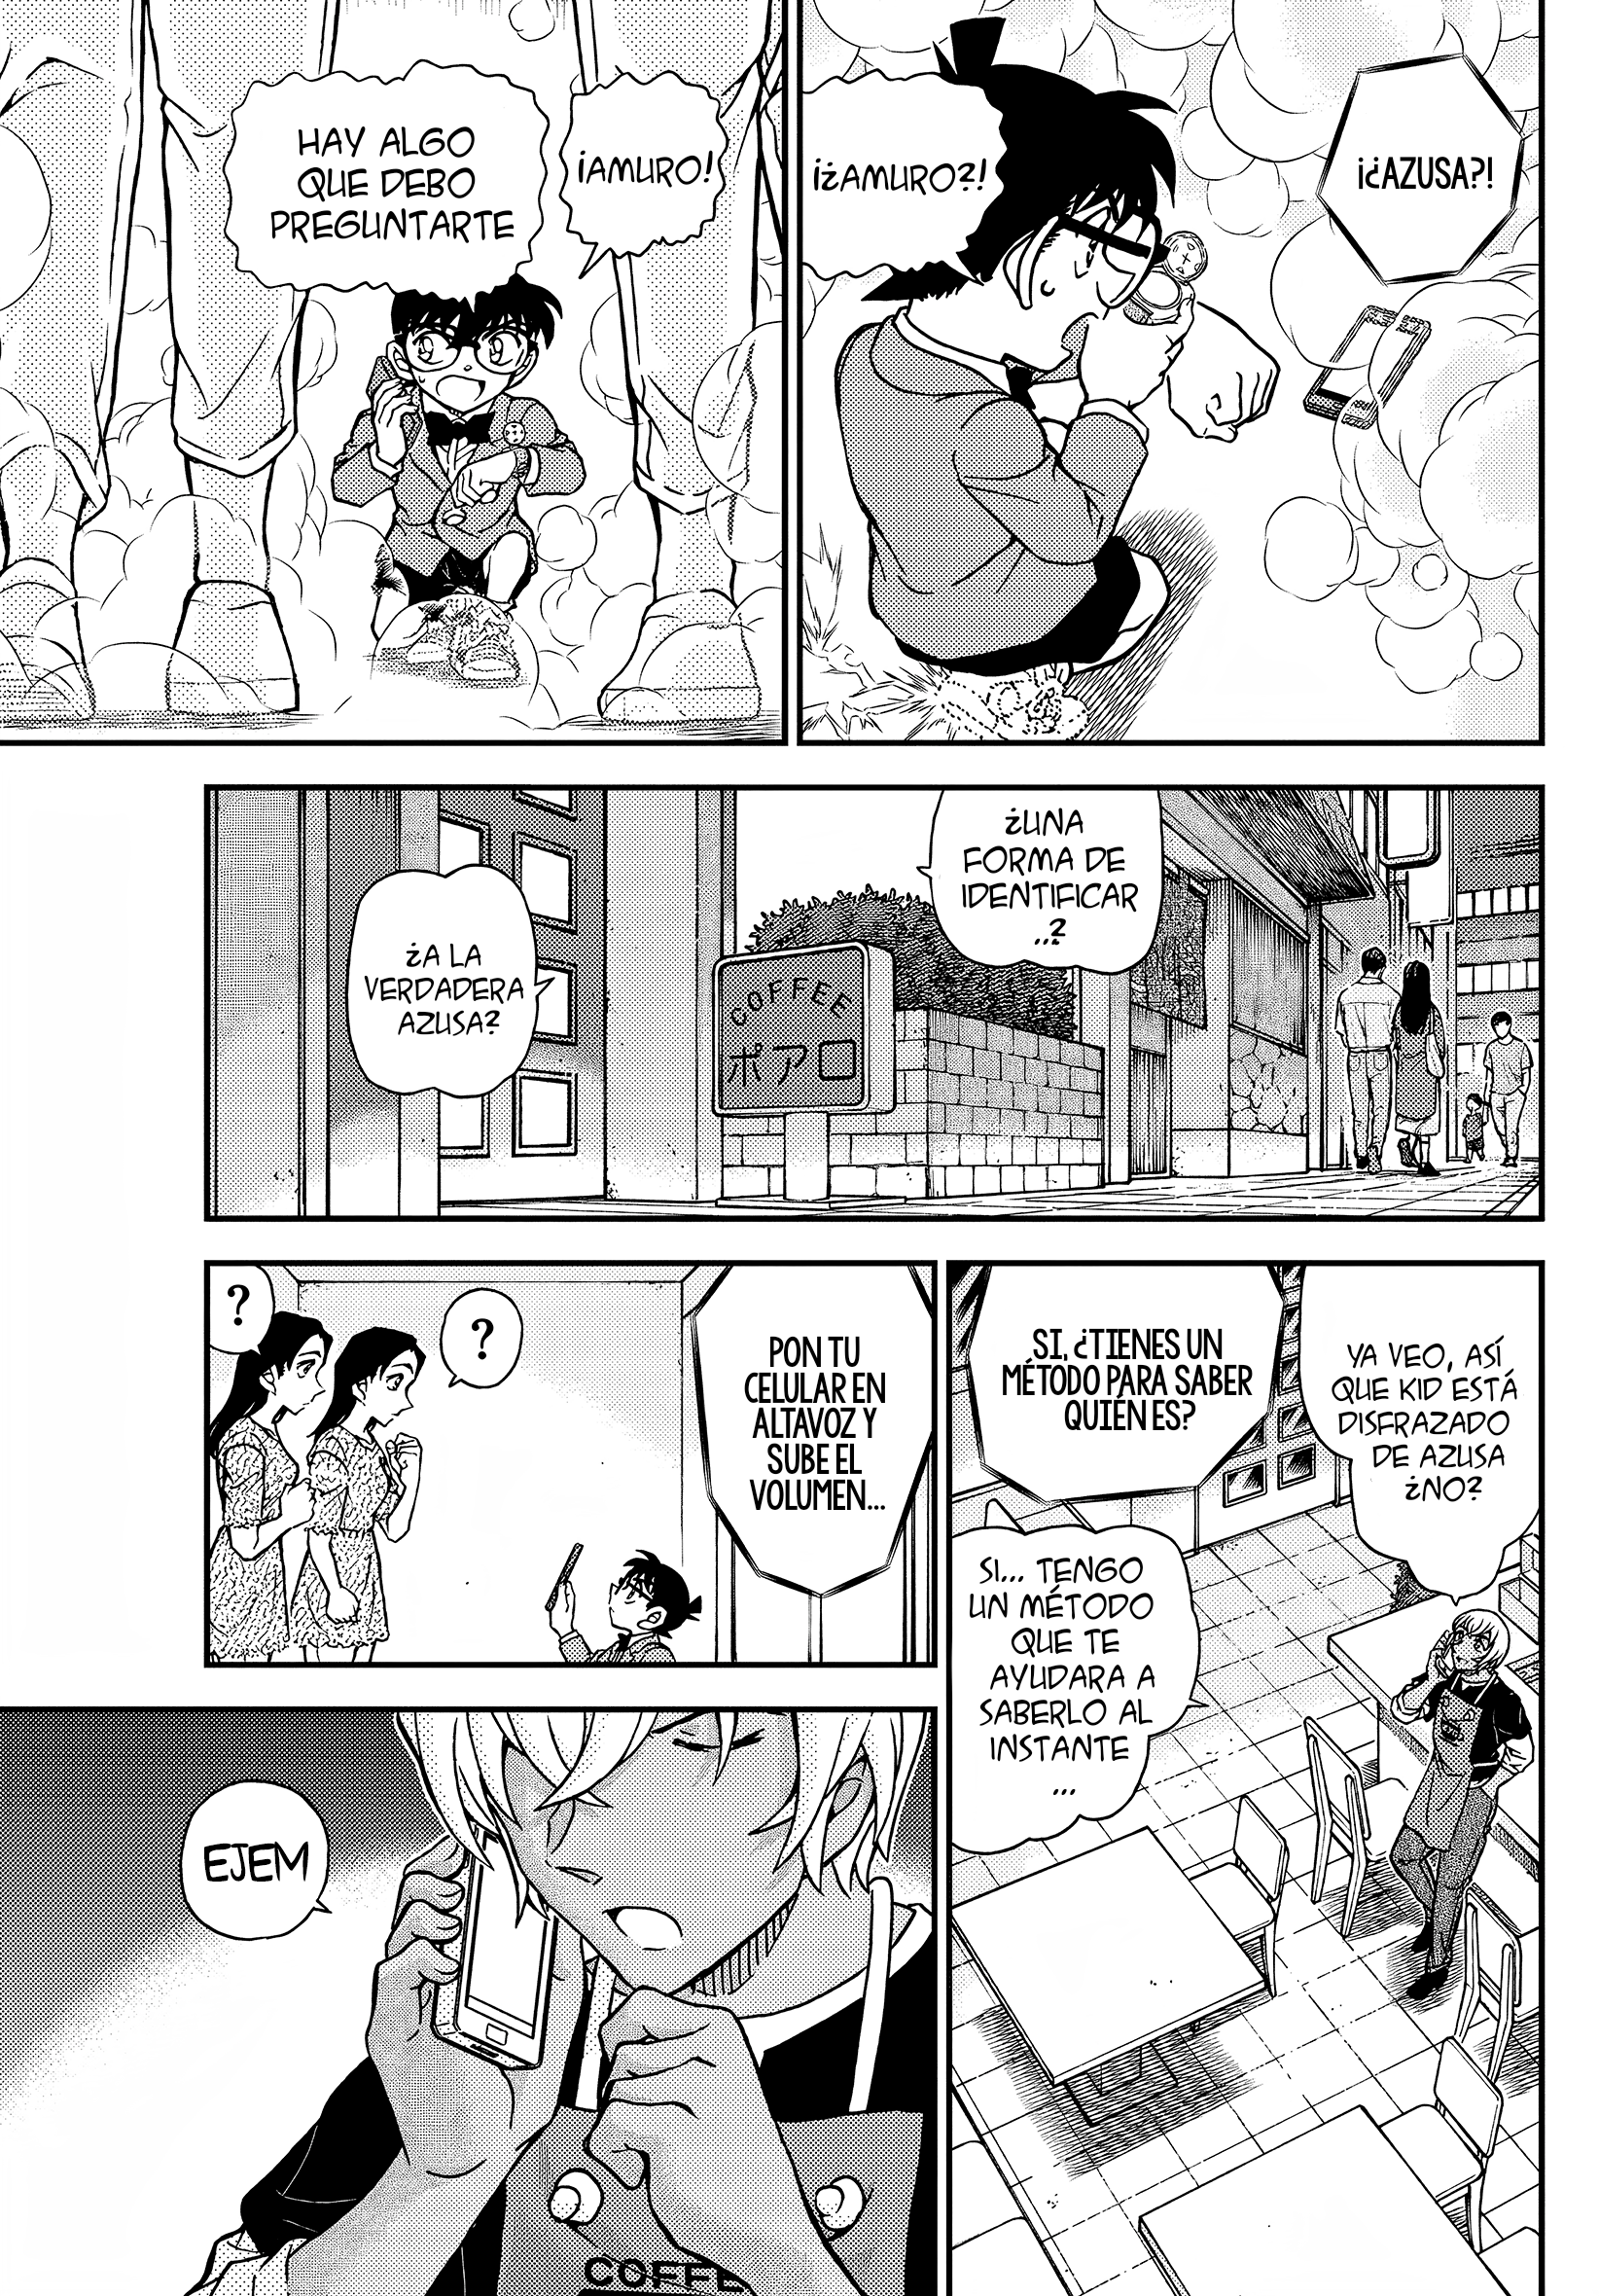 ¡¿AZUSA?!
¡¿AMURO?!
¡AMURO!
HAY ALGO
QUE DEBO
PREGUNTARTE
¿UNA
FORMA DE
IDENTIFICAR
...?
¿A LA
VERDADERA
AZUSA?
COFFEE
ポアロ
YA VEO, ASÍ
QUE KID ESTÁ
DISFRAZADO
DE AZUSA
¿NO?
SI, ¿TIENES UN
MÉTODO PARA SABER
QUIÉN ES?
SI... TENGO
UN MÉTODO
QUE TE
AYUDARA A
SABERLO AL
INSTANTE
...
PON TU
CELULAR EN
ALTAVOZ Y
SUBE EL
VOLUMEN...
?
?
EJEM
COFFE